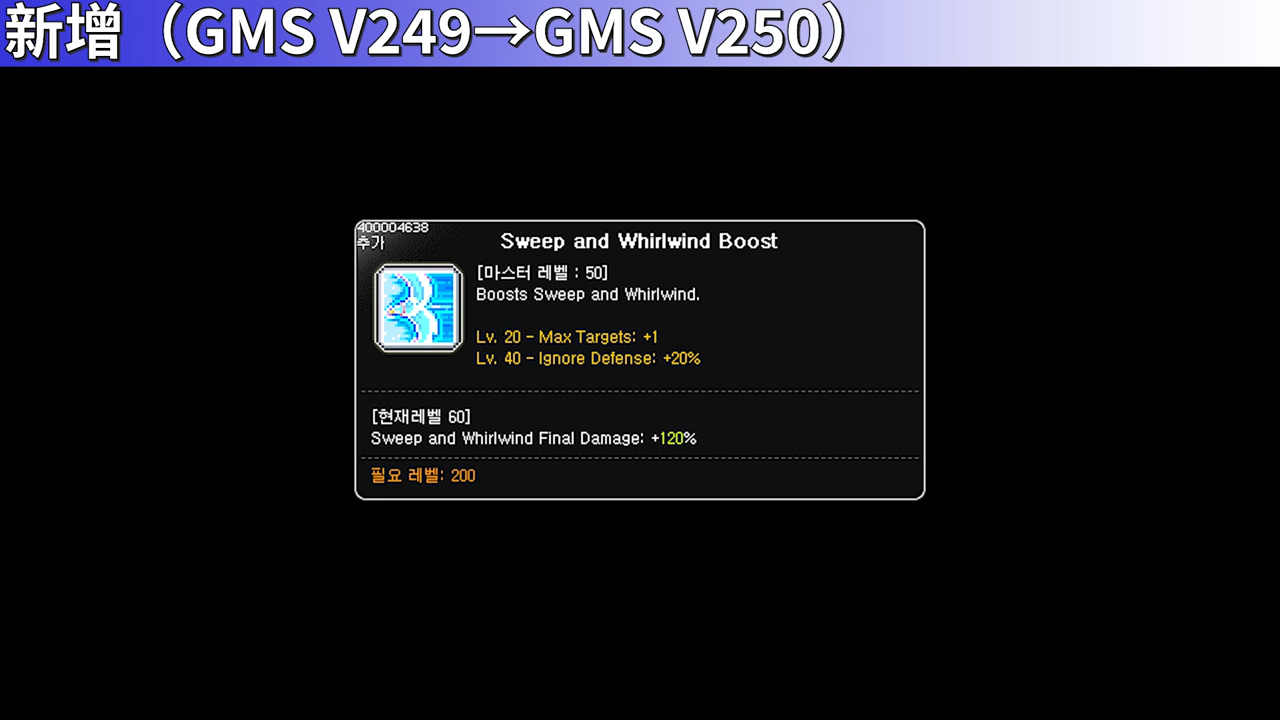 新增（GMS V249→GMS V250）
400004638
추가
Sweep and Whirlwind Boost
[마스터 레벨 : 50]
Boosts Sweep and Whirlwind.
Lv. 20 - Max Targets: +1
Lv. 40 - Ignore Defense: +20%
[현재레벨 60]
Sweep and Whirlwind Final Damage: +120%
필요 레벨: 200